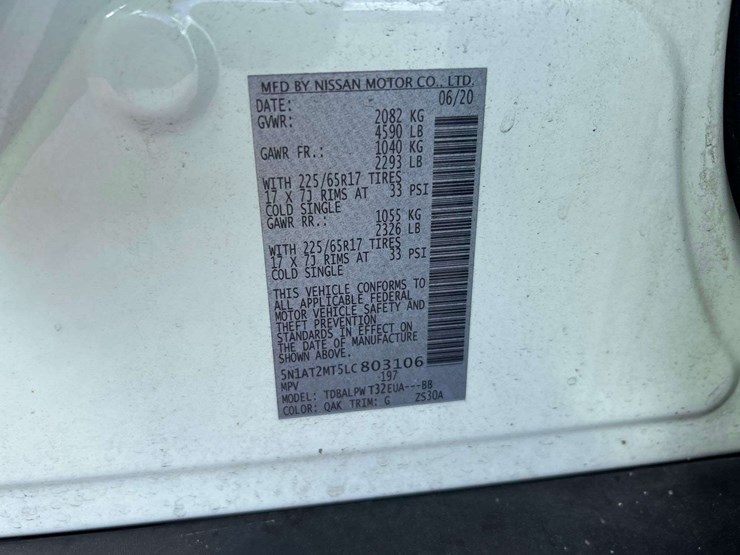 MFD BY NISSAN MOTOR CO., LTD.
DATE: 06/20
GVWR: 2082 KG
4590 LB
GAWR FR.: 1040 KG
2293 LB
WITH 225/65R17 TIRES
17 X 7J RIMS AT 33 PSI
COLD SINGLE
GAWR RR.: 1055 KG
2326 LB
WITH 225/65R17 TIRES
17 X 7J RIMS AT 33 PSI
COLD SINGLE
THIS VEHICLE CONFORMS TO
ALL APPLICABLE FEDERAL
MOTOR VEHICLE SAFETY AND
THEFT PREVENTION
STANDARDS IN EFFECT ON
THE DATE OF MANUFACTURE
SHOWN ABOVE.
5N1AT2MT5LC803106
MPV 197
MODEL: TDBALPW T32EUA---BB
COLOR: QAK TRIM: G ZS30A